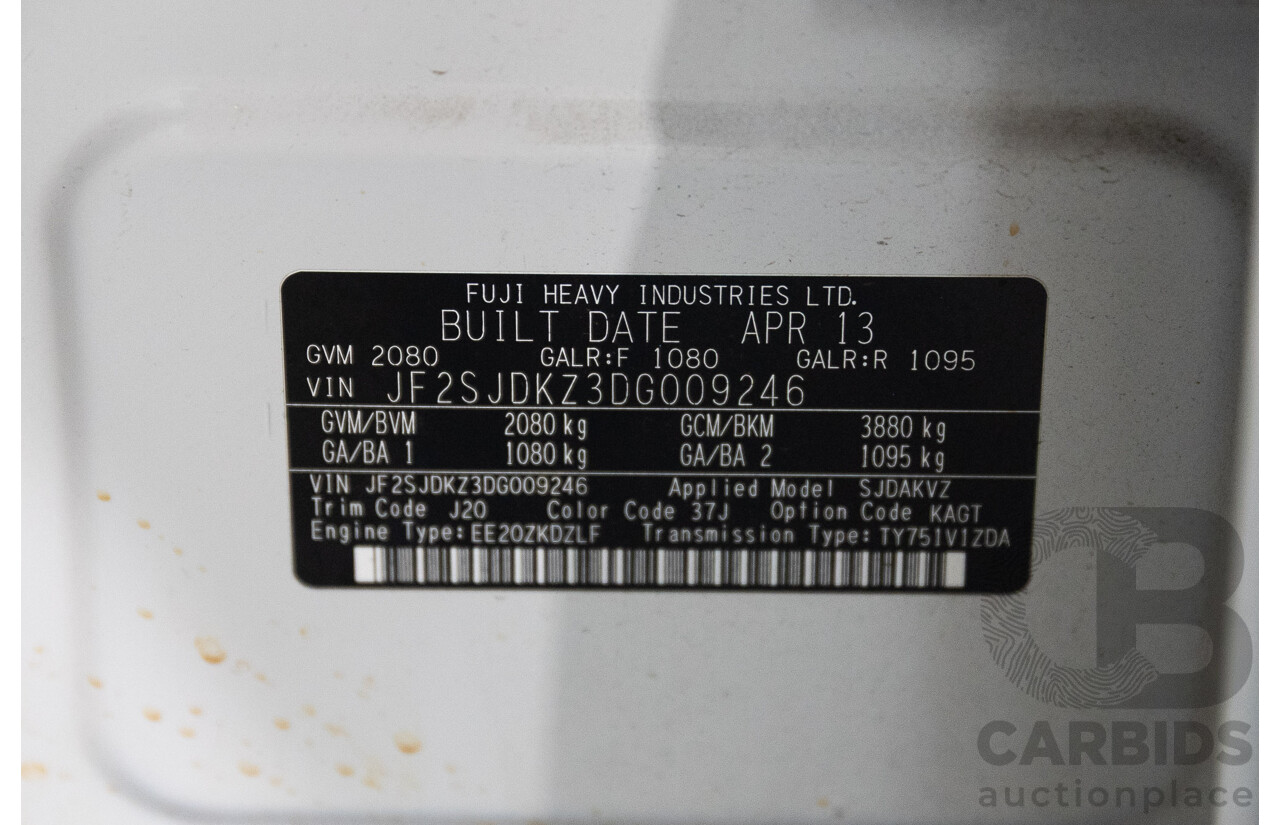 FUJI HEAVY INDUSTRIES LTD.
BUILT DATE APR 13
GVM 2080 GALR:F 1080 GALR:R 1095
VIN JF2SJDKZ3DG009246
GVM/BVM 2080 kg GCM/BKM 3880 kg
GA/BA 1 1080 kg GA/BA 2 1095 kg
VIN JF2SJDKZ3DG009246 Applied Model SJDAKVZ
Trim Code J20 Color Code 37J Option Code KAGT
Engine Type: EE20ZKDZLF Transmission Type: TY751V1ZDA
CB
CARBIDS
auctionplace